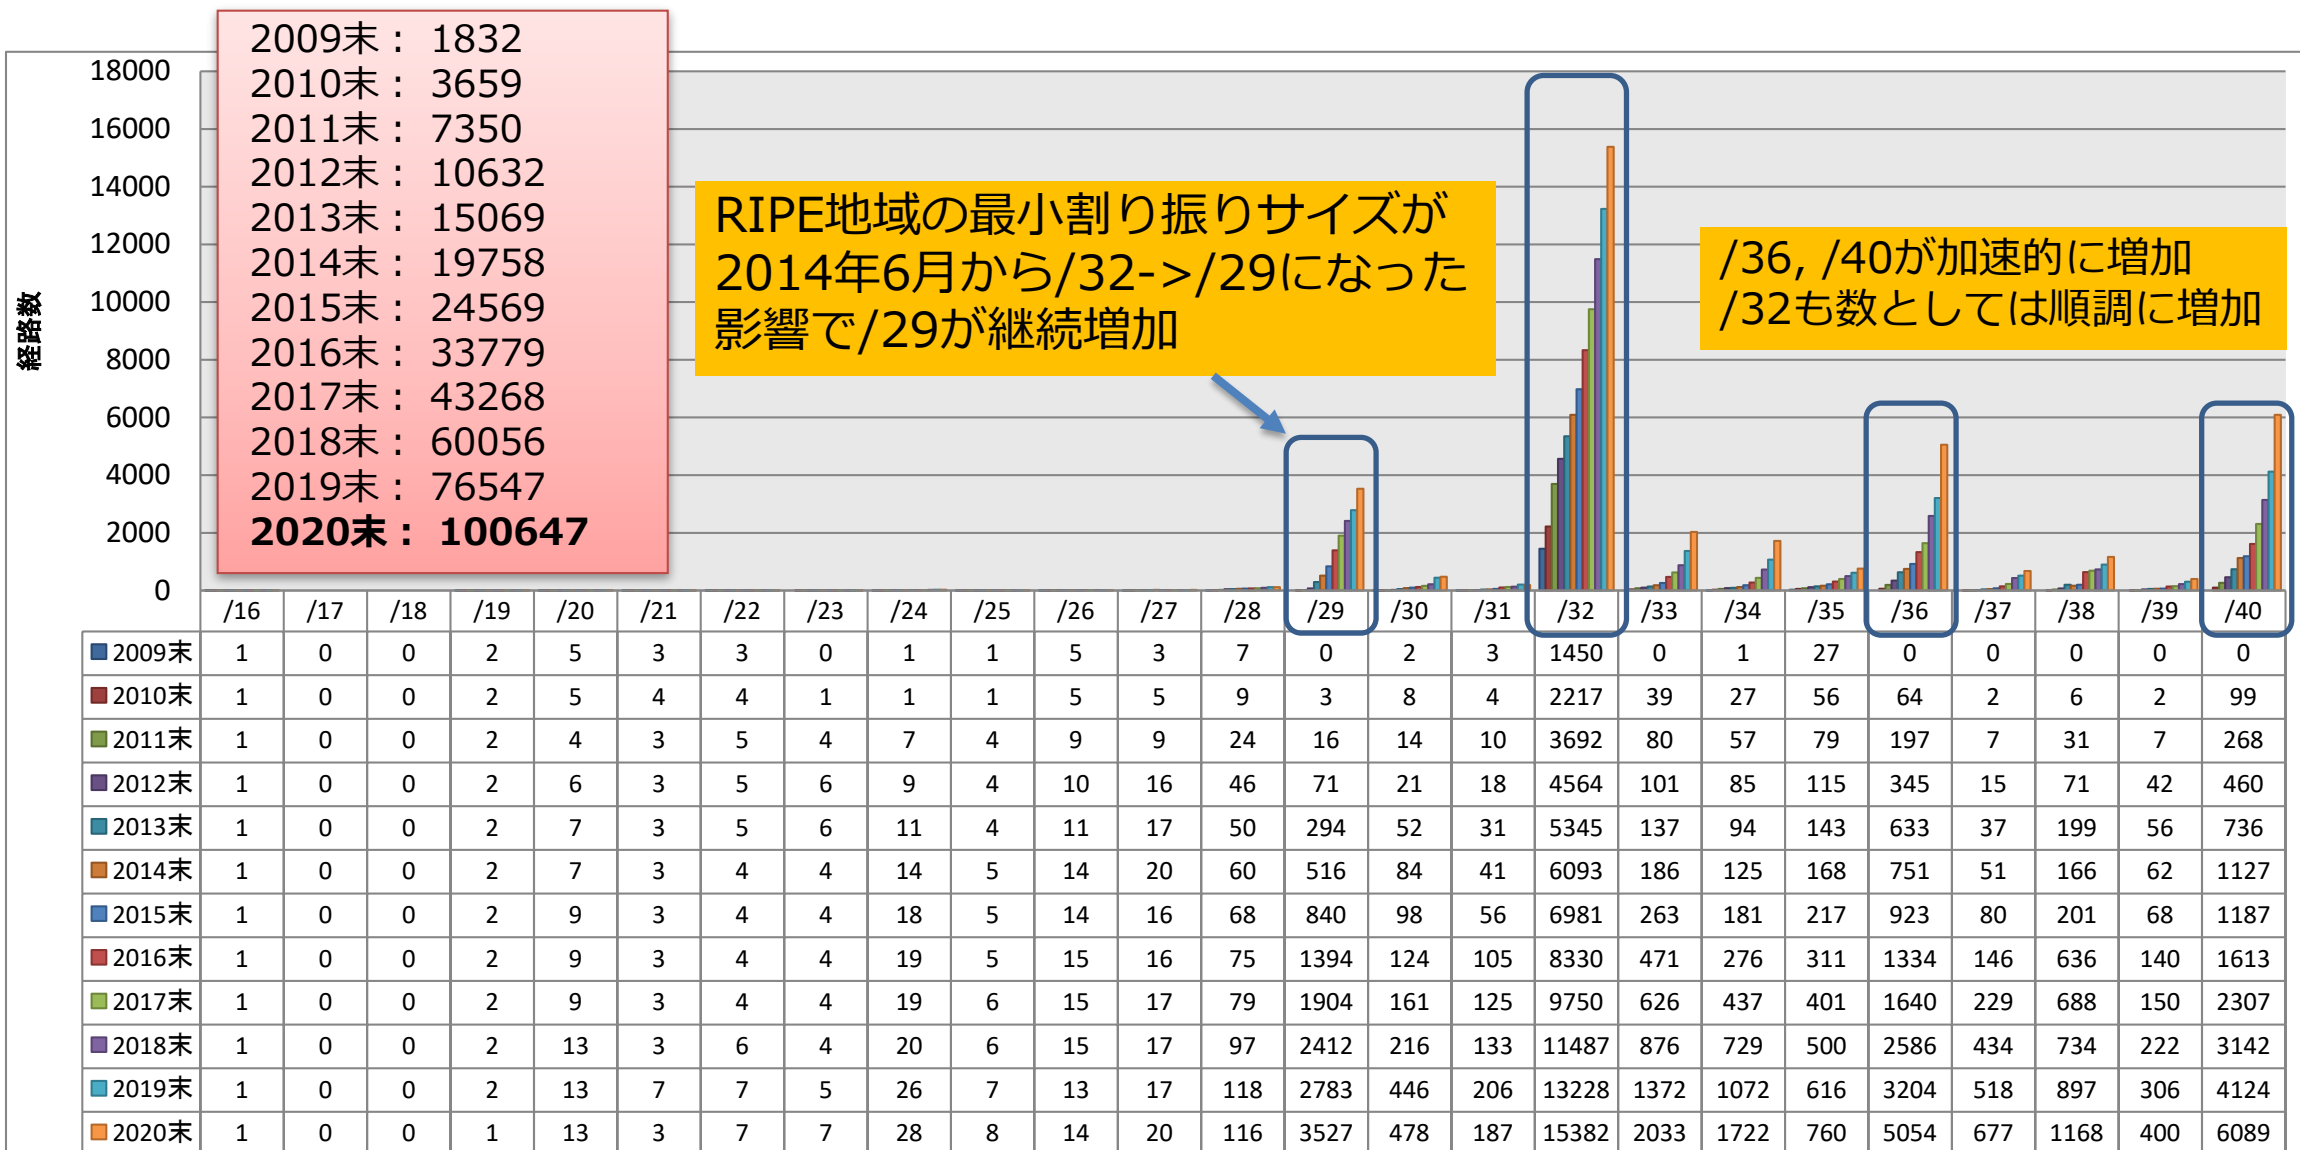 2009末： 1832
2010末： 3659
2011末： 7350
2012末： 10632
2013末： 15069
2014末： 19758
2015末： 24569
2016末： 33779
2017末： 43268
2018末： 60056
2019末： 76547
2020末： 100647
RIPE地域の最小割り振りサイズが
2014年6月から/32->/29になった
影響で/29が継続増加
/36, /40が加速的に増加
/32も数としては順調に増加
経路数
18000
16000
14000
12000
10000
8000
6000
4000
2000
0
/16 /17 /18 /19 /20 /21 /22 /23 /24 /25 /26 /27 /28 /29 /30 /31 /32 /33 /34 /35 /36 /37 /38 /39 /40
2009末 1 0 0 2 5 3 3 0 1 1 5 3 7 0 2 3 1450 0 1 27 0 0 0 0 0
2010末 1 0 0 2 5 4 4 1 1 1 5 5 9 3 8 4 2217 39 27 56 64 2 6 2 99
2011末 1 0 0 2 4 3 5 4 7 4 9 9 24 16 14 10 3692 80 57 79 197 7 31 7 268
2012末 1 0 0 2 6 3 5 6 9 4 10 16 46 71 21 18 4564 101 85 115 345 15 71 42 460
2013末 1 0 0 2 7 3 5 6 11 4 11 17 50 294 52 31 5345 137 94 143 633 37 199 56 736
2014末 1 0 0 2 7 3 4 4 14 5 14 20 60 516 84 41 6093 186 125 168 751 51 166 62 1127
2015末 1 0 0 2 9 3 4 4 18 5 14 16 68 840 98 56 6981 263 181 217 923 80 201 68 1187
2016末 1 0 0 2 9 3 4 4 19 5 15 16 75 1394 124 105 8330 471 276 311 1334 146 636 140 1613
2017末 1 0 0 2 9 3 4 4 19 6 15 17 79 1904 161 125 9750 626 437 401 1640 229 688 150 2307
2018末 1 0 0 2 13 3 6 4 20 6 15 17 97 2412 216 133 11487 876 729 500 2586 434 734 222 3142
2019末 1 0 0 2 13 7 7 5 26 7 13 17 118 2783 446 206 13228 1372 1072 616 3204 518 897 306 4124
2020末 1 0 0 1 13 3 7 7 28 8 14 20 116 3527 478 187 15382 2033 1722 760 5054 677 1168 400 6089